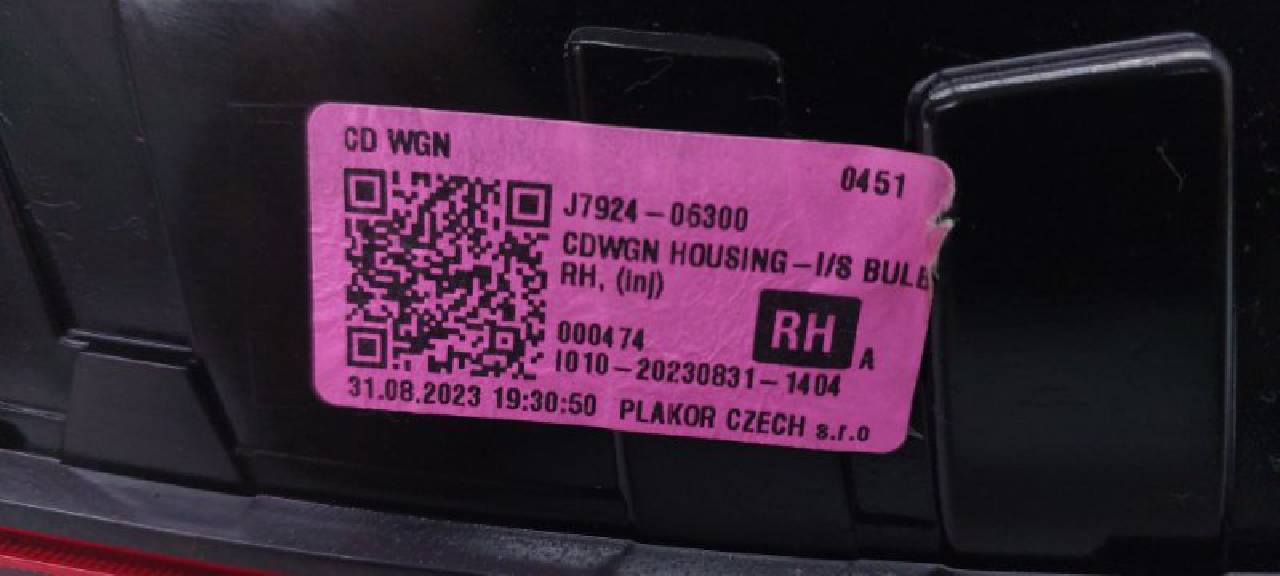 CD WGN
0451
J7924-06300
CDWGN HOUSING-I/S BULB
RH, (Inj)
RH
A
000474
I010-20230831-1404
31.08.2023 19:30:50 PLAKOR CZECH s.r.o